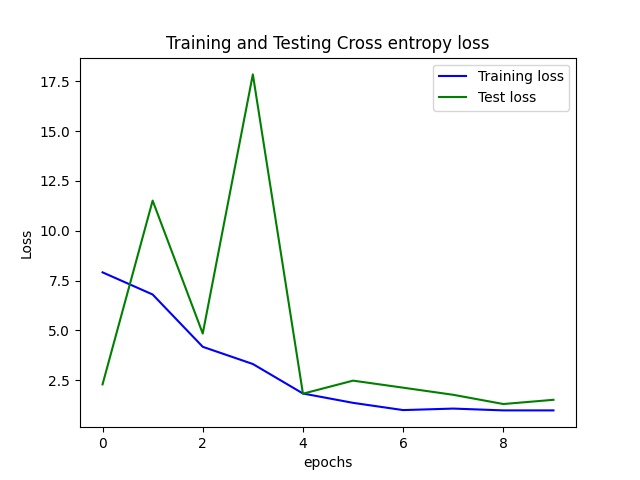 Training and Testing Cross entropy loss
Training loss
Test loss
17.5
15.0
12.5
10.0
7.5
5.0
2.5
Loss
0 2 4 6 8
epochs